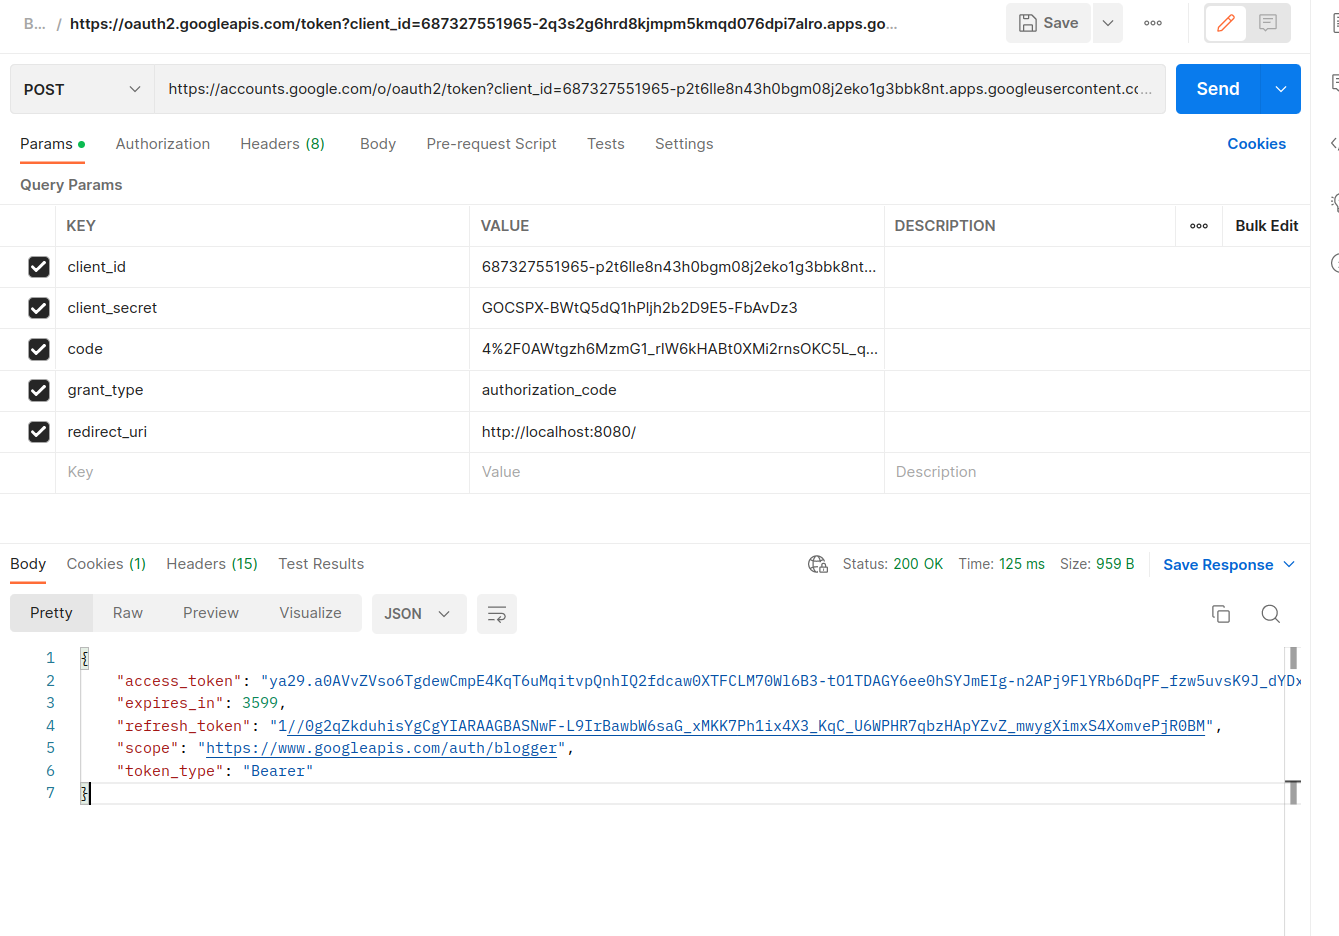 B... / https://oauth2.googleapis.com/token?client_id=687327551965-2q3s2g6hrd8kjmpm5kmqd076dpi7alro.apps.go...
Save
POST https://accounts.google.com/o/oauth2/token?client_id=687327551965-p2t6lle8n43h0bgm08j2eko1g3bbk8nt.apps.googleusercontent.cc...
Send
Params Authorization Headers (8) Body Pre-request Script Tests Settings Cookies
Query Params
KEY VALUE DESCRIPTION Bulk Edit
client_id 687327551965-p2t6lle8n43h0bgm08j2eko1g3bbk8nt...
client_secret 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
code 4%2F0AWtgzh6MzmG1_rlW6kHABt0XMi2rnsOKC5L_q...
grant_type authorization_code
redirect_uri http://localhost:8080/
Key Value Description
Body Cookies (1) Headers (15) Test Results Status: 200 OK Time: 125 ms Size: 959 B Save Response
Pretty Raw Preview Visualize JSON
1 {
2 "access_token": "ya29.a0AVvZVso6TgdewCmpE4KqT6uMqitvpQnhIQ2fdcaw0XTFCLM70Wl6B3-tO1TDAGY6ee0hSYJmEIg-n2APj9FlYRb6DqPF_fzw5uvsK9J_dYDx
3 "expires_in": 3599,
4 "refresh_token": "1//0g2qZkduhisYgCgYIARAAGBASNwF-L9IrBawbW6saG_xMKK7Ph1ix4X3_KqC_U6WPHR7qbzHApYZvZ_mwygXimxS4XomvePjR0BM",
5 "scope": "https://www.googleapis.com/auth/blogger",
6 "token_type": "Bearer"
7 }